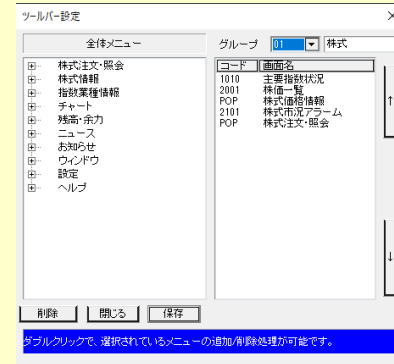 ツールバー設定
全体メニュー
株式注文・照会
株式情報
指数業種情報
チャート
残高・余力
ニュース
お知らせ
ウィンドウ
設定
ヘルプ
グループ 01 株式
コード 画面名
1010 主要指数状況
2001 株価一覧
POP 株式価格情報
2101 株式市況アラーム
POP 株式注文・照会
↑
↓
削除 閉じる 保存
ダブルクリックで、選択されているメニューの追加/削除処理が可能です。